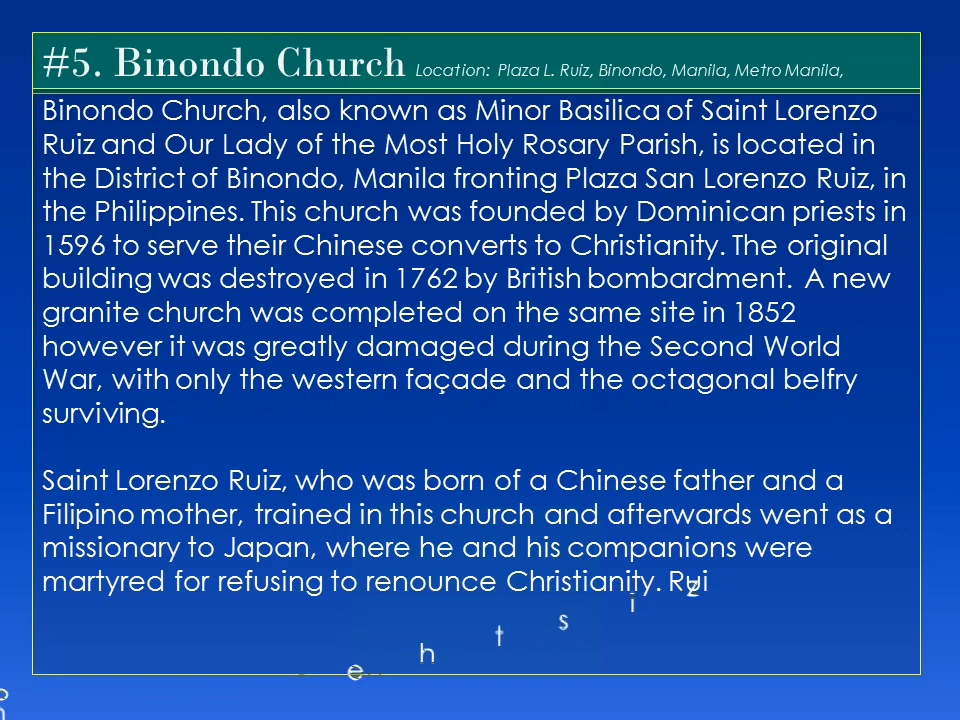 #5. Binondo Church Location: Plaza L. Ruiz, Binondo, Manila, Metro Manila,
Binondo Church, also known as Minor Basilica of Saint Lorenzo
Ruiz and Our Lady of the Most Holy Rosary Parish, is located in
the District of Binondo, Manila fronting Plaza San Lorenzo Ruiz, in
the Philippines. This church was founded by Dominican priests in
1596 to serve their Chinese converts to Christianity. The original
building was destroyed in 1762 by British bombardment. A new
granite church was completed on the same site in 1852
however it was greatly damaged during the Second World
War, with only the western façade and the octagonal belfry
surviving.
Saint Lorenzo Ruiz, who was born of a Chinese father and a
Filipino mother, trained in this church and afterwards went as a
missionary to Japan, where he and his companions were
martyred for refusing to renounce Christianity. Rui
z
i
s
t
h
e